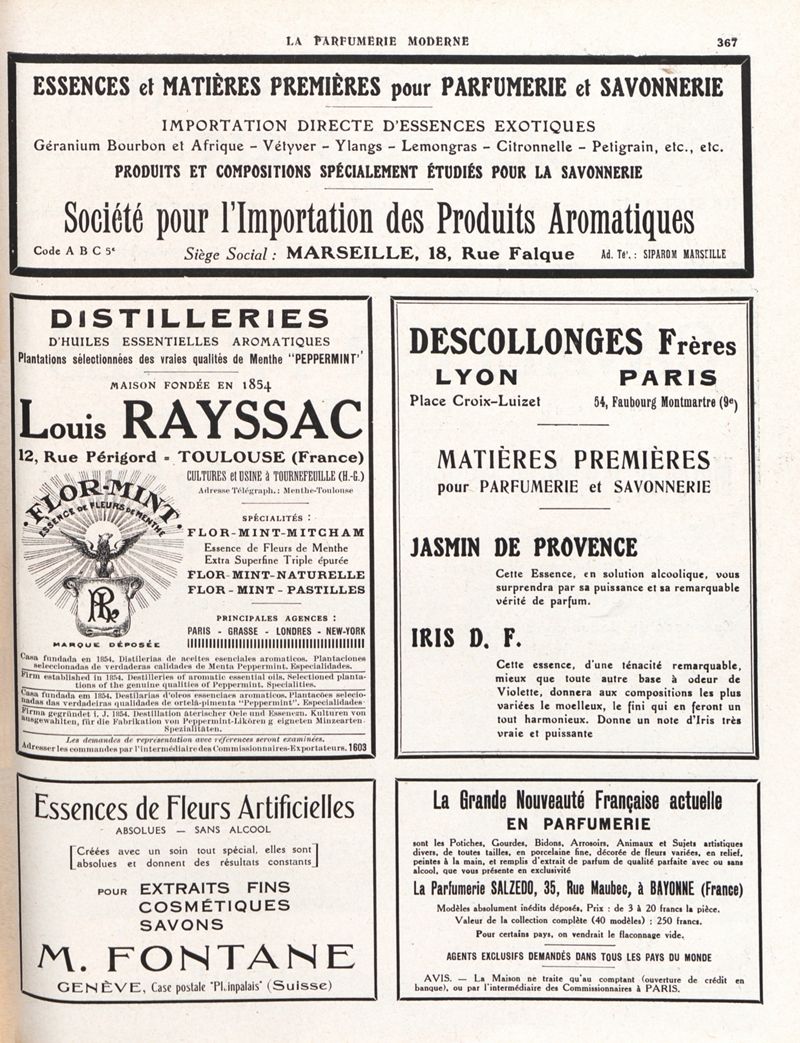 LA PARFUMERIE MODERNE
367
ESSENCES et MATIÈRES PREMIÈRES pour PARFUMERIE et SAVONNERIE
IMPORTATION DIRECTE D'ESSENCES EXOTIQUES
Géranium Bourbon et Afrique – Vétyver – Ylangs – Lemongras – Citronnelle – Petigrain, etc., etc.
PRODUITS ET COMPOSITIONS SPÉCIALEMENT ÉTUDIÉS POUR LA SAVONNERIE
Société pour l'Importation des Produits Aromatiques
Code A B C 5e Siège Social : MARSEILLE, 18, Rue Falque Ad. Té'. : SIPAROM MARSEILLE
DISTILLERIES
D'HUILES ESSENTIELLES AROMATIQUES
Plantations sélectionnées des vraies qualités de Menthe "PEPPERMINT"
MAISON FONDÉE EN 1854
Louis RAYSSAC
12, Rue Périgord - TOULOUSE (France)
CULTURES et USINE à TOURNEFEUILLE (H.-G.)
Adresse Télégraph.: Menthe-Toulouse
·FLOR-MINT·
ESSENCE DE FLEURS DE MENTHE
MARQUE DÉPOSÉE
SPÉCIALITÉS :
FLOR-MINT-MITCHAM
Essence de Fleurs de Menthe
Extra Superfine Triple épurée
FLOR-MINT-NATURELLE
FLOR - MINT - PASTILLES
PRINCIPALES AGENCES :
PARIS - GRASSE - LONDRES - NEW-YORK
Casa fundada en 1854. Distilerias de aceites esenciales aromaticos. Plantaciones
seleccionadas de verdaderas calidades de Menta Peppermint. Especialidades.
Firm established in 1854. Destilleries of aromatic essential oils. Selected planta-
tions of the genuine qualities of Peppermint. Specialities.
Casa fundada em 1854. Destilarias d'oleos essenciaes aromaticos. Plantacões selecio-
nadas das verdadeiras qualidades de ortelá-pimenta "Peppermint". Especialidades.
Firma gegründet i. J. 1854. Destillation äterischer Oele und Essenzen. Kulturen von
ausgewahlten, für die Fabrikation von Peppermint-Likören g eigneten Minzearten.
Spezialitäten.
Les demandes de représentation avec références seront examinées.
Adresser les commandes par l'intermédiaire des Commissionnaires-Exportateurs. 1603
DESCOLLONGES Frères
LYON PARIS
Place Croix-Luizet 54, Faubourg Montmartre (9e)
MATIÈRES PREMIÈRES
pour PARFUMERIE et SAVONNERIE
JASMIN DE PROVENCE
Cette Essence, en solution alcoolique, vous
surprendra par sa puissance et sa remarquable
vérité de parfum.
IRIS D. F.
Cette essence, d'une ténacité remarquable,
mieux que toute autre base à odeur de
Violette, donnera aux compositions les plus
variées le moelleux, le fini qui en feront un
tout harmonieux. Donne un note d'Iris très
vraie et puissante
Essences de Fleurs Artificielles
ABSOLUES — SANS ALCOOL
[Créées avec un soin tout spécial, elles sont
absolues et donnent des résultats constants]
POUR EXTRAITS FINS
COSMÉTIQUES
SAVONS
M. FONTANE
GENÈVE, Case postale "Plainpalais" (Suisse)
La Grande Nouveauté Française actuelle
EN PARFUMERIE
sont les Potiches, Gourdes, Bidons, Arrosoirs, Animaux et Sujets artistiques
divers, de toutes tailles, en porcelaine fine, décorée de fleurs variées, en relief,
peintes à la main, et remplis d'extrait de parfum de qualité parfaite avec ou sans
alcool, que vous présente en exclusivité
La Parfumerie SALZEDO, 35, Rue Maubec, à BAYONNE (France)
Modèles absolument inédits déposés, Prix : de 3 à 20 francs la pièce.
Valeur de la collection complète (40 modèles) : 250 francs.
Pour certains pays, on vendrait le flaconnage vide.
AGENTS EXCLUSIFS DEMANDÉS DANS TOUS LES PAYS DU MONDE
AVIS. — La Maison ne traite qu'au comptant (ouverture de crédit en
banque), ou par l'intermédiaire des Commissionnaires à PARIS.